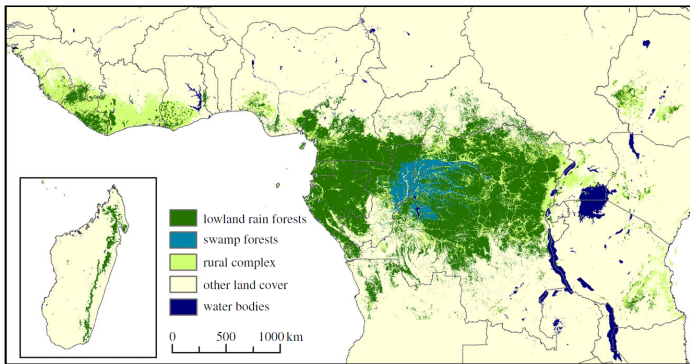 lowland rain forests
swamp forests
rural complex
other land cover
water bodies
0 500 1000 km